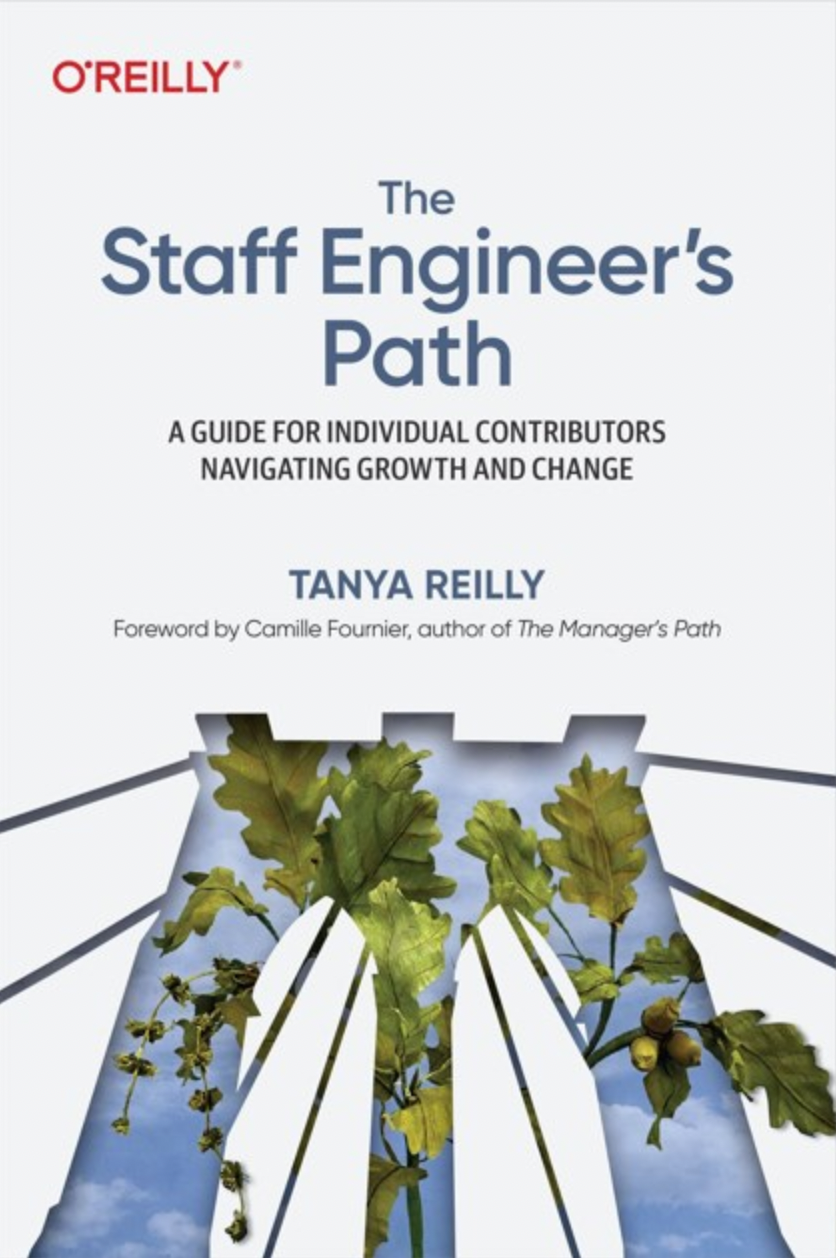 O'REILLY®
The
Staff Engineer's
Path
A GUIDE FOR INDIVIDUAL CONTRIBUTORS
NAVIGATING GROWTH AND CHANGE
TANYA REILLY
Foreword by Camille Fournier, author of The Manager's Path